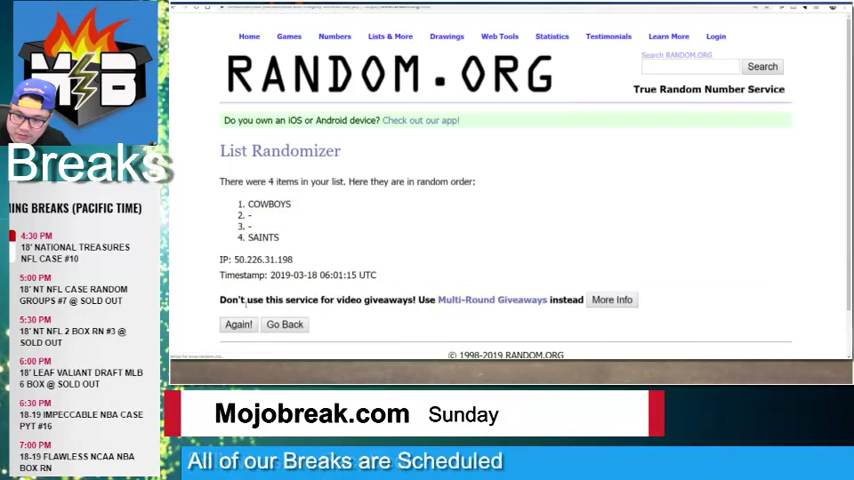 Home Games Numbers Lists & More Drawings Web Tools Statistics Testimonials Learn More Login
RANDOM.ORG
Search RANDOM.ORG
Search
True Random Number Service
Do you own an iOS or Android device? Check out our app!
List Randomizer
There were 4 items in your list. Here they are in random order:
1. COWBOYS
2. -
3. -
4. SAINTS
IP: 50.226.31.198
Timestamp: 2019-03-18 06:01:15 UTC
Don't use this service for video giveaways! Use Multi-Round Giveaways instead More Info
Again! Go Back
© 1998-2019 RANDOM.ORG
M B
Breaks
MING BREAKS (PACIFIC TIME)
4:30 PM
18' NATIONAL TREASURES
NFL CASE #10
5:00 PM
18' NT NFL CASE RANDOM
GROUPS #7 @ SOLD OUT
5:30 PM
18' NT NFL 2 BOX RN #3 @
SOLD OUT
6:00 PM
18' LEAF VALIANT DRAFT MLB
6 BOX @ SOLD OUT
6:30 PM
18-19 IMPECCABLE NBA CASE
PYT #16
7:00 PM
18-19 FLAWLESS NCAA NBA
BOX RN
Mojobreak.com Sunday
All of our Breaks are Scheduled